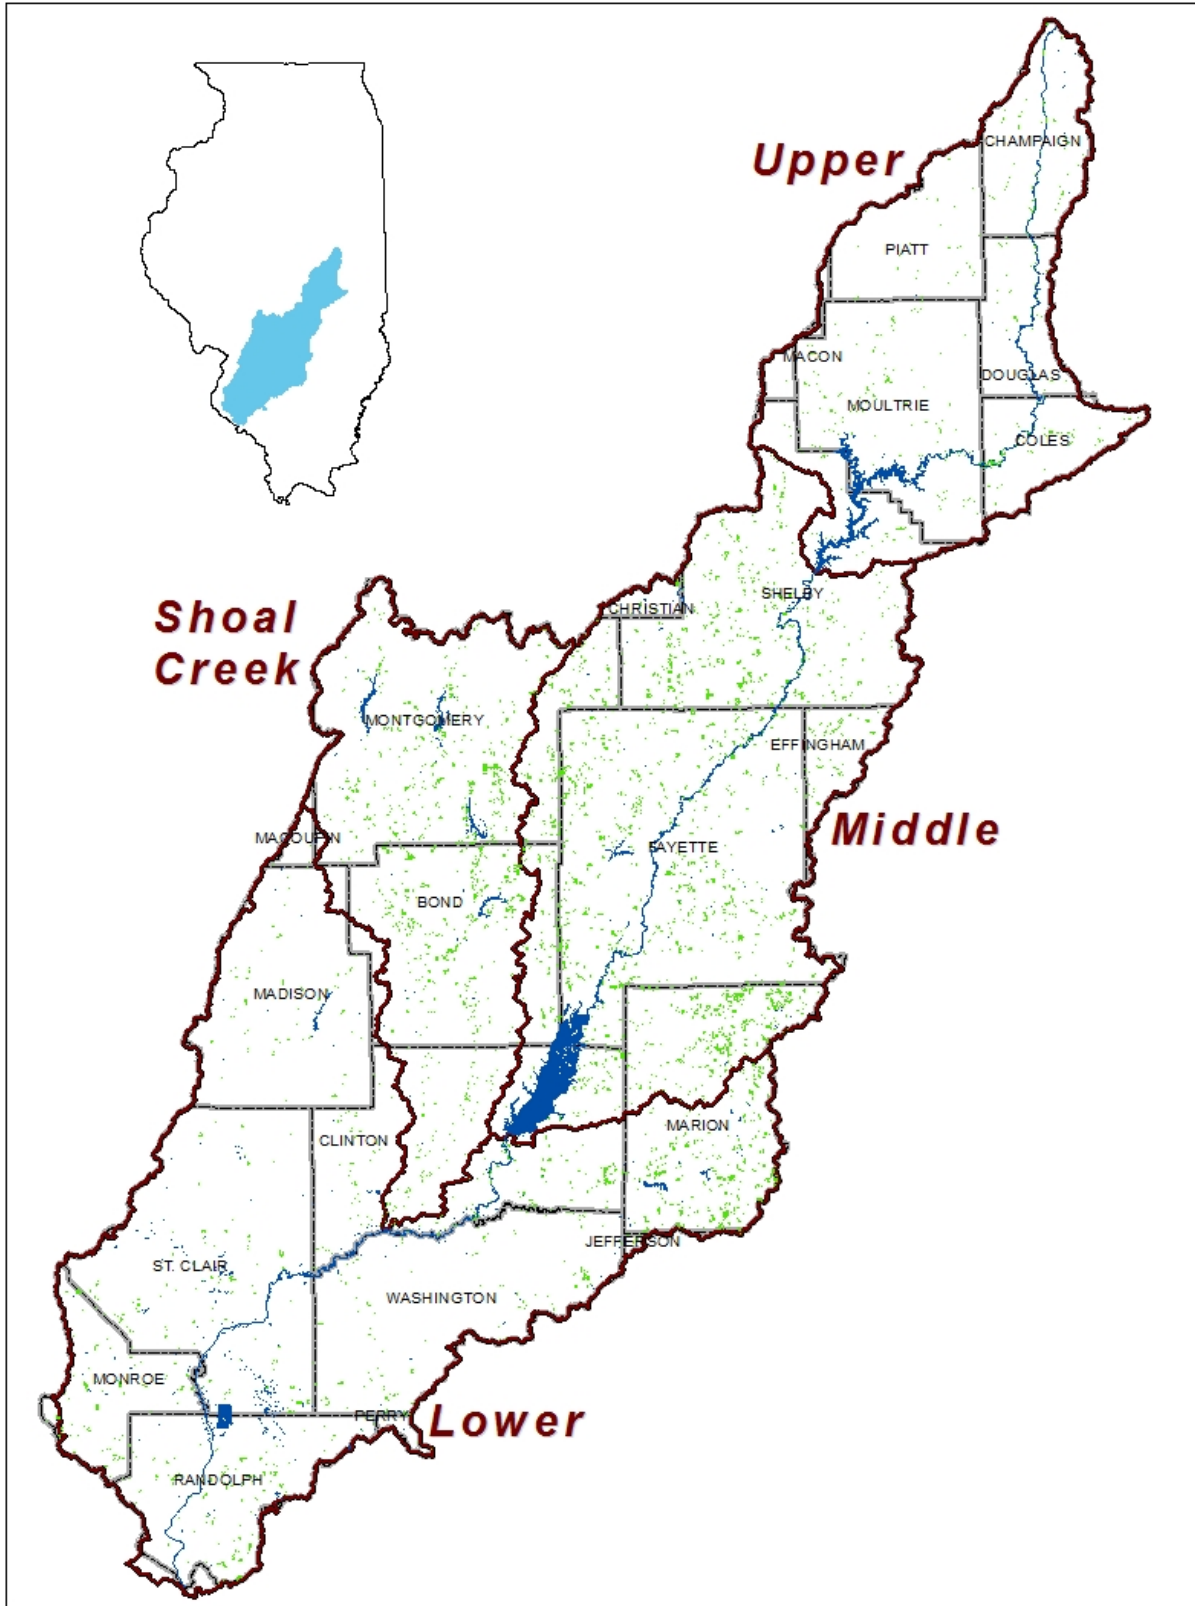 Upper
CHAMPAIGN
PIATT
MACON
DOUGLAS
MOULTRIE
COLES
SHELBY
CHRISTIAN
Shoal
Creek
MONTGOMERY
EFFINGHAM
Middle
MACOUPIN
FAYETTE
BOND
MADISON
MARION
CLINTON
JEFFERSON
ST. CLAIR
WASHINGTON
MONROE
PERRY
Lower
RANDOLPH